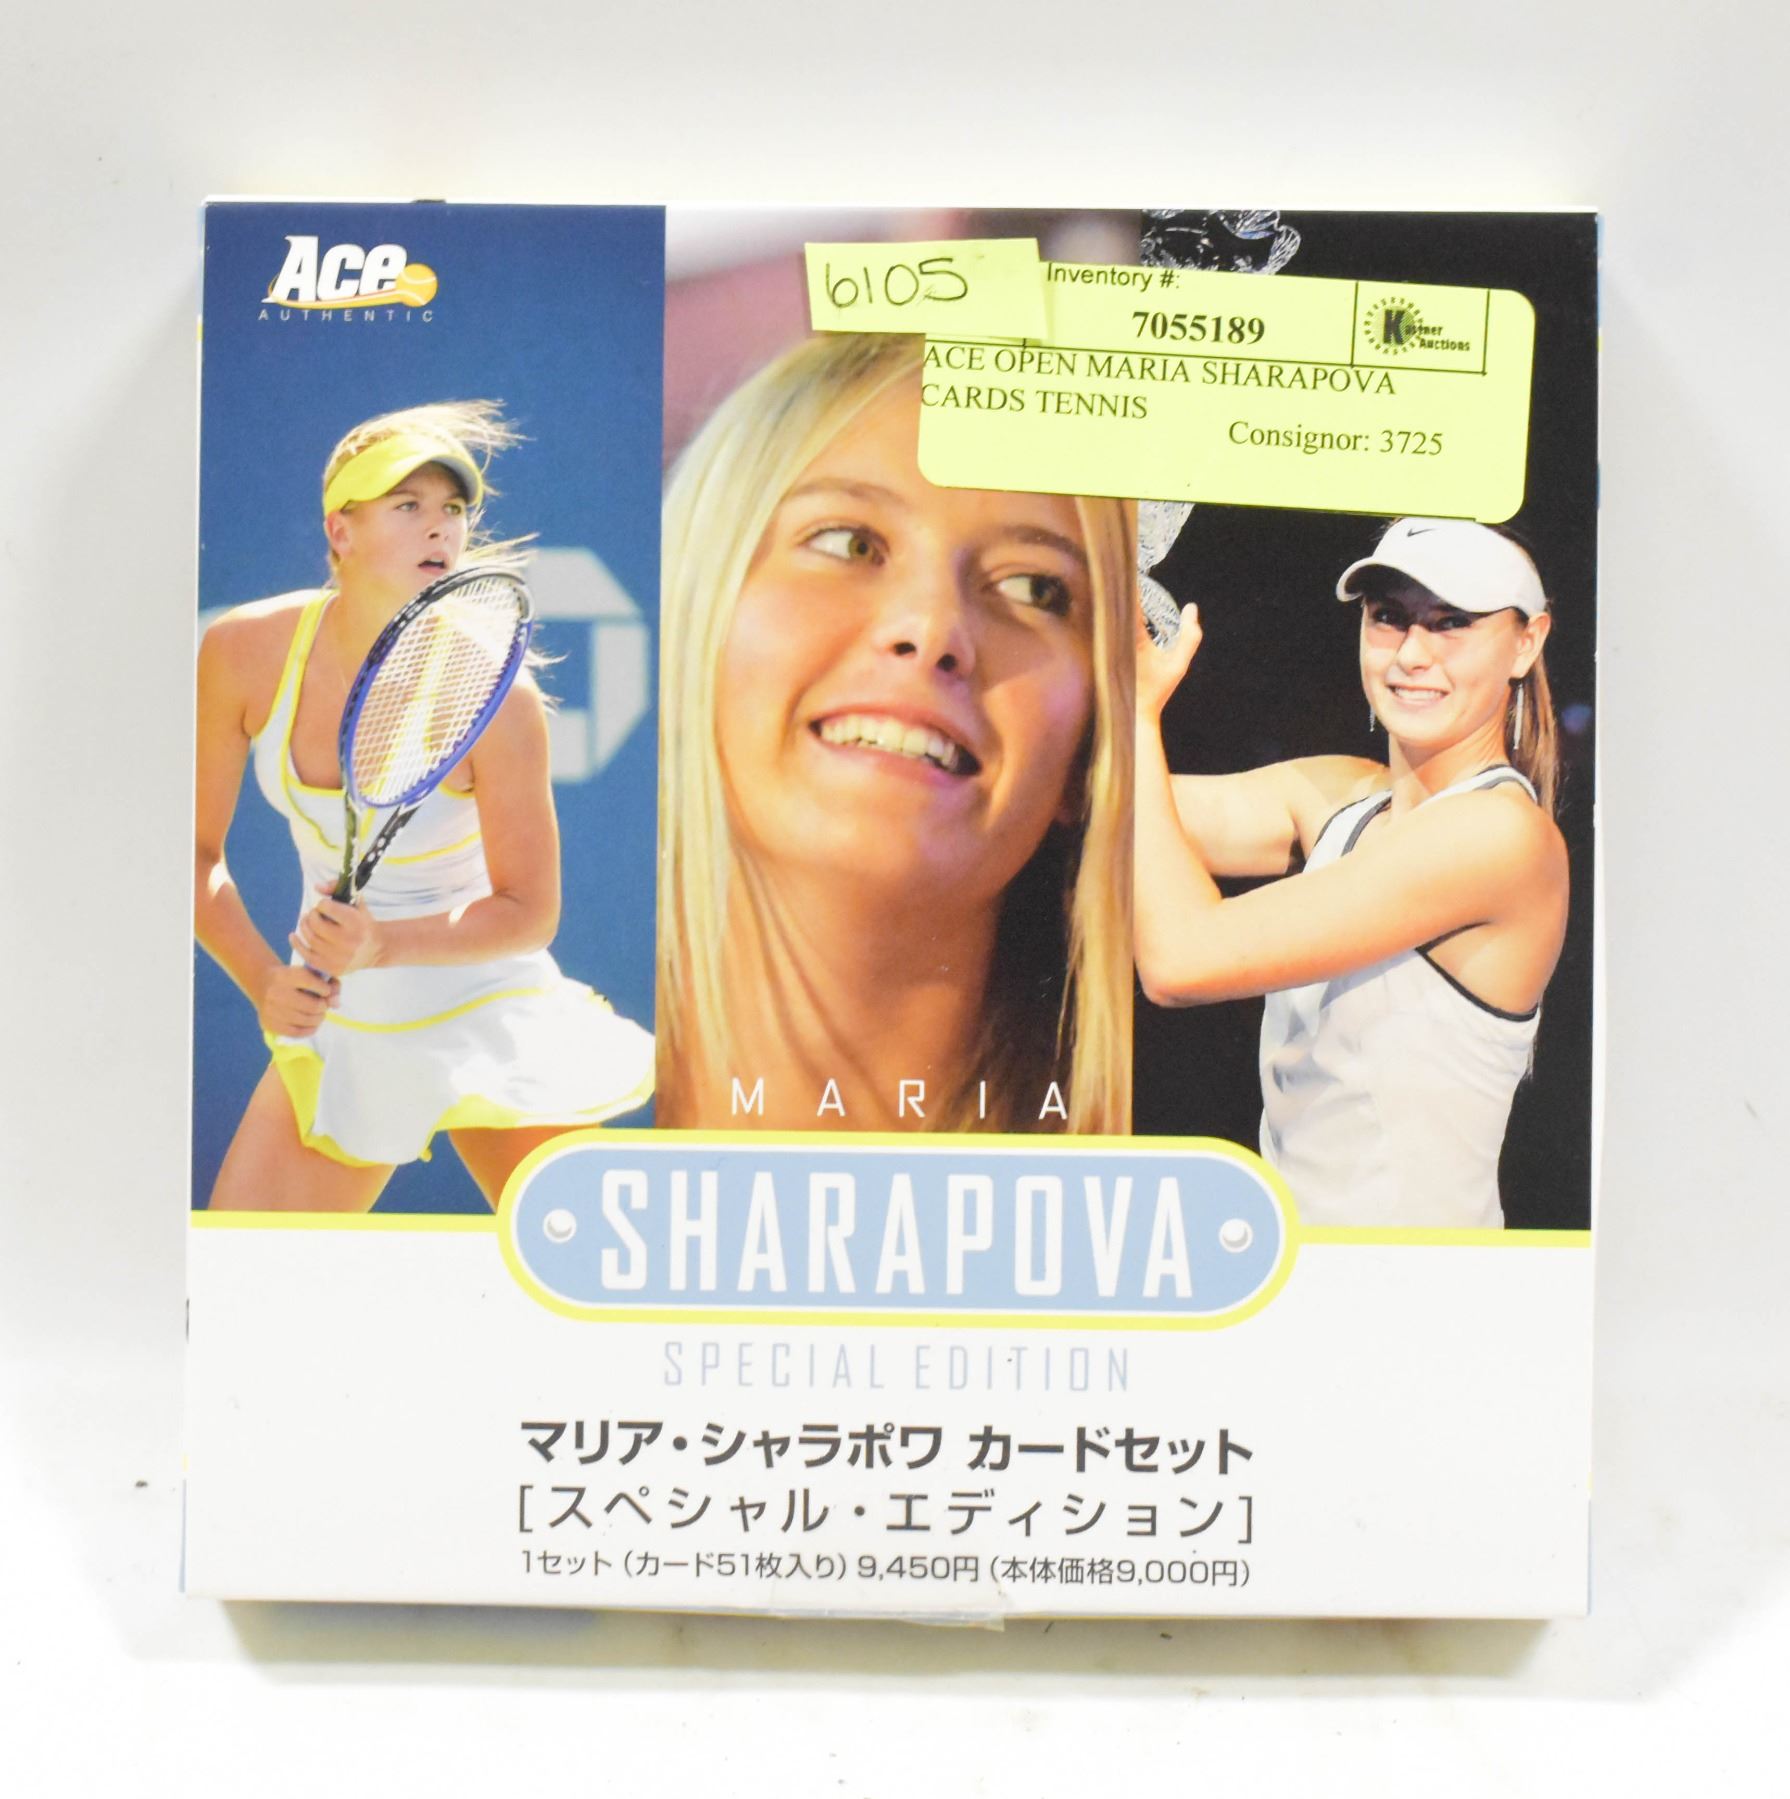 Ace
AUTHENTIC
6105
Inventory #:
7055189
Auctions
ACE OPEN MARIA SHARAPOVA
CARDS TENNIS
Consignor: 3725
MARIA
SHARAPOVA
SPECIAL EDITION
マリア・シャラポワ カードセット
[スペシャル・エディション]
1セット（カード51枚入り）9,450円（本体価格9,000円）